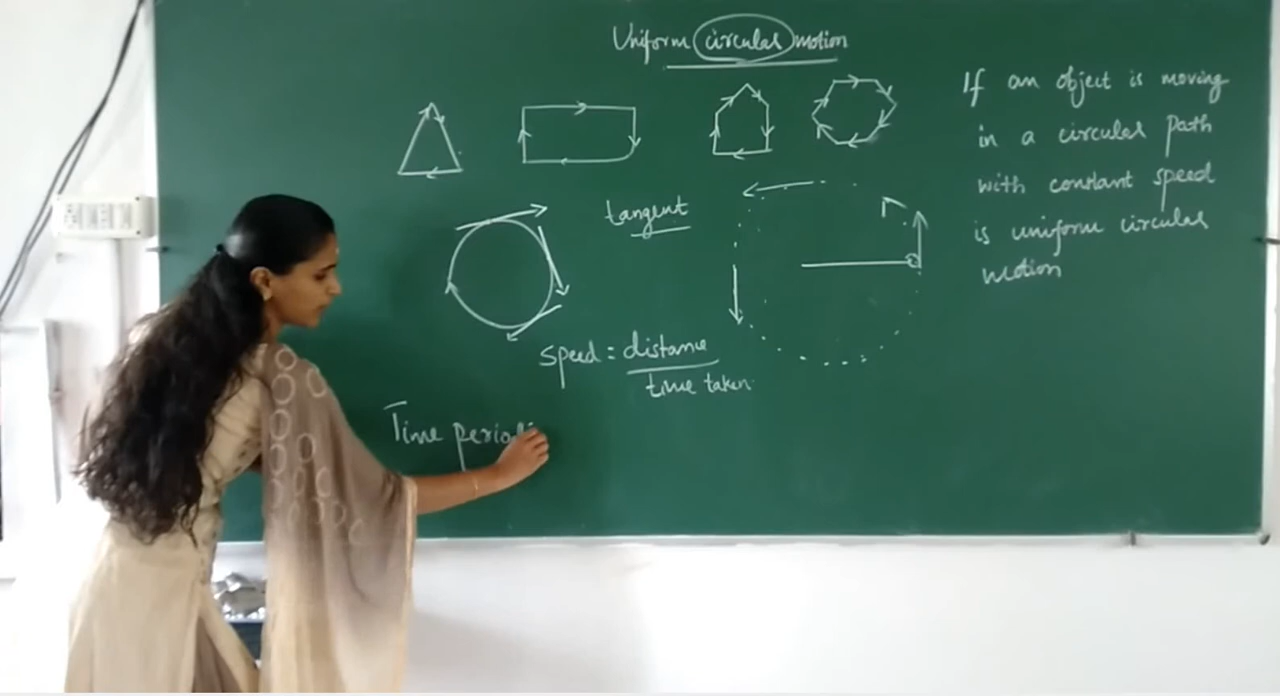 Uniform circular motion
If an object is moving
in a circular path
with constant speed
is uniform circular
motion
tangent
speed = distance
time taken
Time period